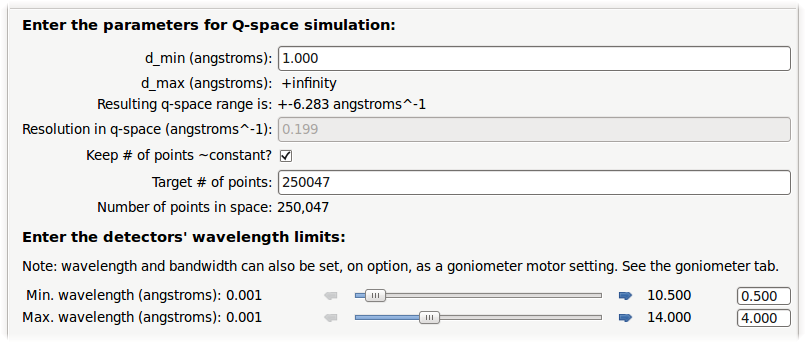 Enter the parameters for Q-space simulation:
d_min (angstroms): 1.000
d_max (angstroms): +infinity
Resulting q-space range is: +-6.283 angstroms^-1
Resolution in q-space (angstroms^-1): 0.199
Keep # of points ~constant?
Target # of points: 250047
Number of points in space: 250,047
Enter the detectors' wavelength limits:
Note: wavelength and bandwidth can also be set, on option, as a goniometer motor setting. See the goniometer tab.
Min. wavelength (angstroms): 0.001 10.500 0.500
Max. wavelength (angstroms): 0.001 14.000 4.000